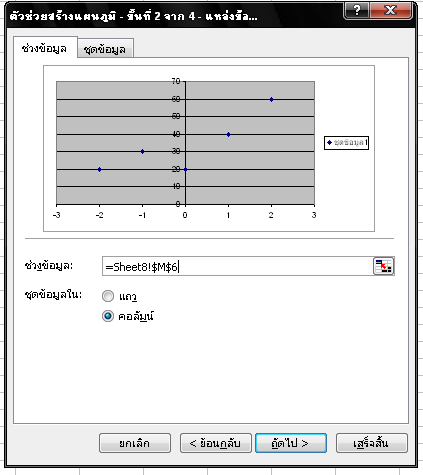 ตัวช่วยสร้างแผนภูมิ - ขั้นที่ 2 จาก 4 - แหล่งข้อ...
ช่วงข้อมูล ชุดข้อมูล
70
60
50
40
30
20
10
0
-3 -2 -1 0 1 2 3
ชุดข้อมูล1
ช่วงข้อมูล: =Sheet8!$M$6
ชุดข้อมูลใน: แถว
คอลัมน์
ยกเลิก < ย้อนกลับ ถัดไป > เสร็จสิ้น